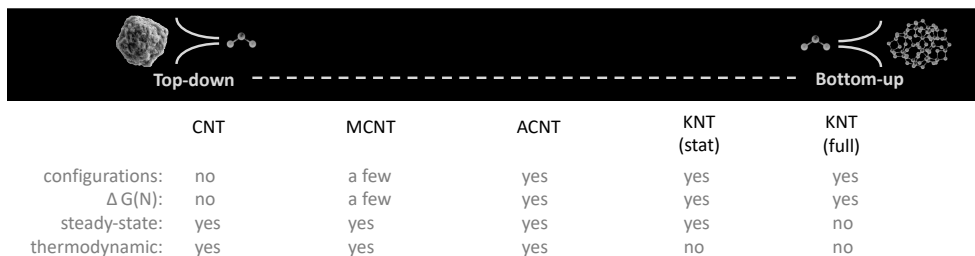 Top-down Bottom-up
CNT MCNT ACNT KNT (stat) KNT (full)
configurations: no a few yes yes yes
Δ G(N): no a few yes yes yes
steady-state: yes yes yes yes no
thermodynamic: yes yes yes no no